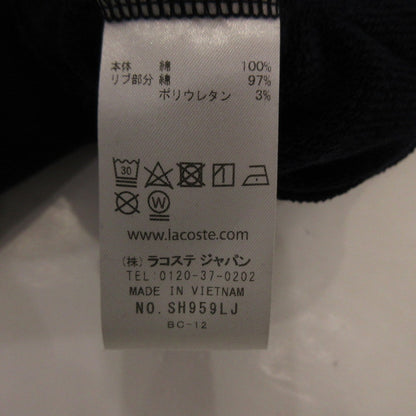 本体 綿 100%
リブ部分 綿 97%
ポリウレタン 3%
30
W
www.lacoste.com
(株) ラコステ ジャパン
TEL:0120-37-0202
MADE IN VIETNAM
NO. SH959LJ
BC-12